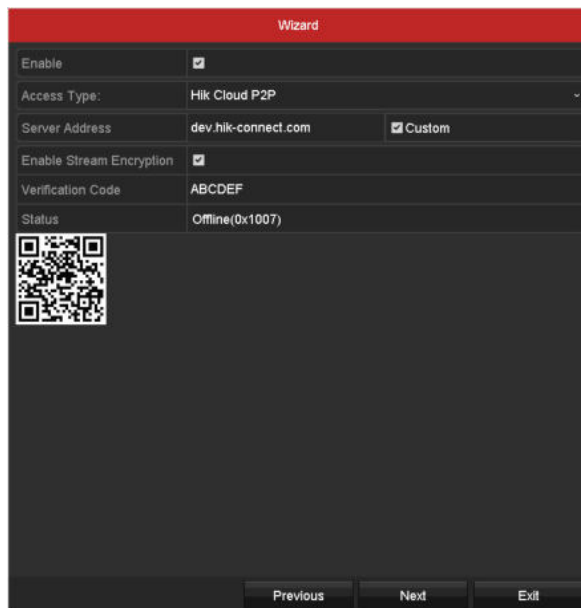 Wizard
Enable
Access Type: Hik Cloud P2P
Server Address dev.hik-connect.com Custom
Enable Stream Encryption
Verification Code ABCDEF
Status Offline(0x1007)
Previous Next Exit